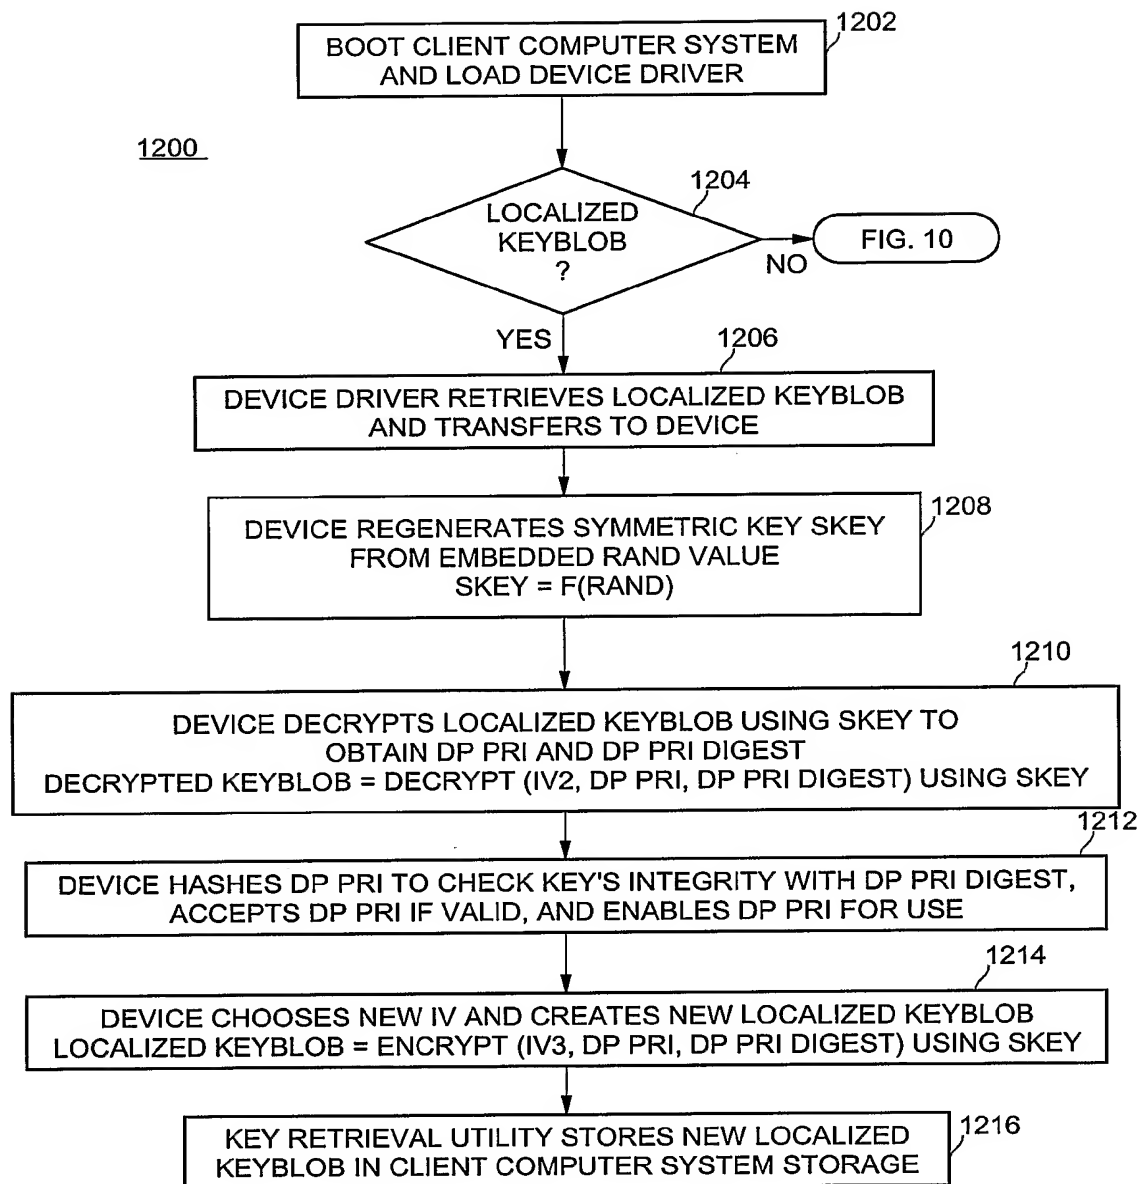 1202
BOOT CLIENT COMPUTER SYSTEM
AND LOAD DEVICE DRIVER
1200
1204
LOCALIZED
KEYBLOB
?
NO
FIG. 10
YES
1206
DEVICE DRIVER RETRIEVES LOCALIZED KEYBLOB
AND TRANSFERS TO DEVICE
1208
DEVICE REGENERATES SYMMETRIC KEY SKEY
FROM EMBEDDED RAND VALUE
SKEY = F(RAND)
1210
DEVICE DECRYPTS LOCALIZED KEYBLOB USING SKEY TO
OBTAIN DP PRI AND DP PRI DIGEST
DECRYPTED KEYBLOB = DECRYPT (IV2, DP PRI, DP PRI DIGEST) USING SKEY
1212
DEVICE HASHES DP PRI TO CHECK KEY'S INTEGRITY WITH DP PRI DIGEST,
ACCEPTS DP PRI IF VALID, AND ENABLES DP PRI FOR USE
1214
DEVICE CHOOSES NEW IV AND CREATES NEW LOCALIZED KEYBLOB
LOCALIZED KEYBLOB = ENCRYPT (IV3, DP PRI, DP PRI DIGEST) USING SKEY
1216
KEY RETRIEVAL UTILITY STORES NEW LOCALIZED
KEYBLOB IN CLIENT COMPUTER SYSTEM STORAGE